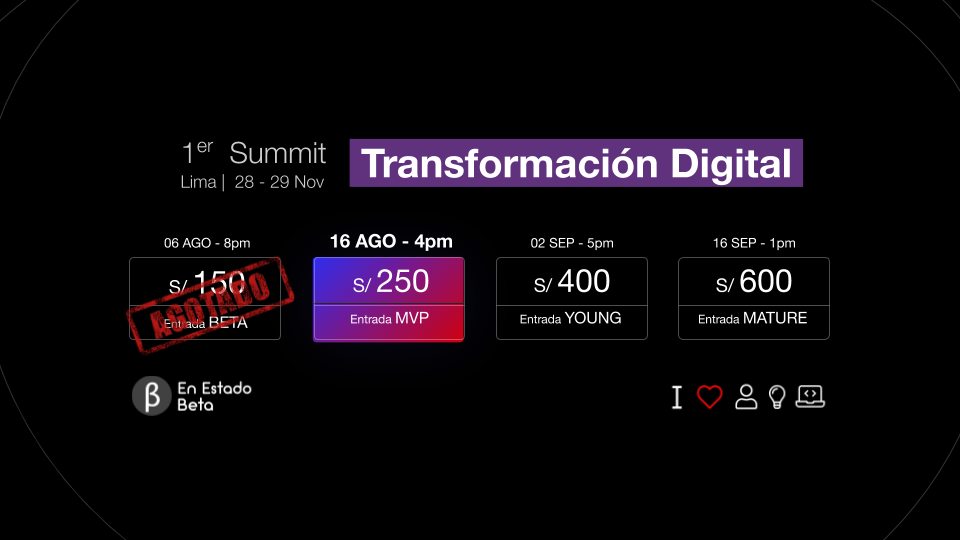 1er Summit
Transformación Digital
Lima | 28 - 29 Nov
06 AGO - 8pm
S/ 150
Entrada BETA
AGOTADO
16 AGO - 4pm
S/ 250
Entrada MVP
02 SEP - 5pm
S/ 400
Entrada YOUNG
16 SEP - 1pm
S/ 600
Entrada MATURE
β
En Estado
Beta
I